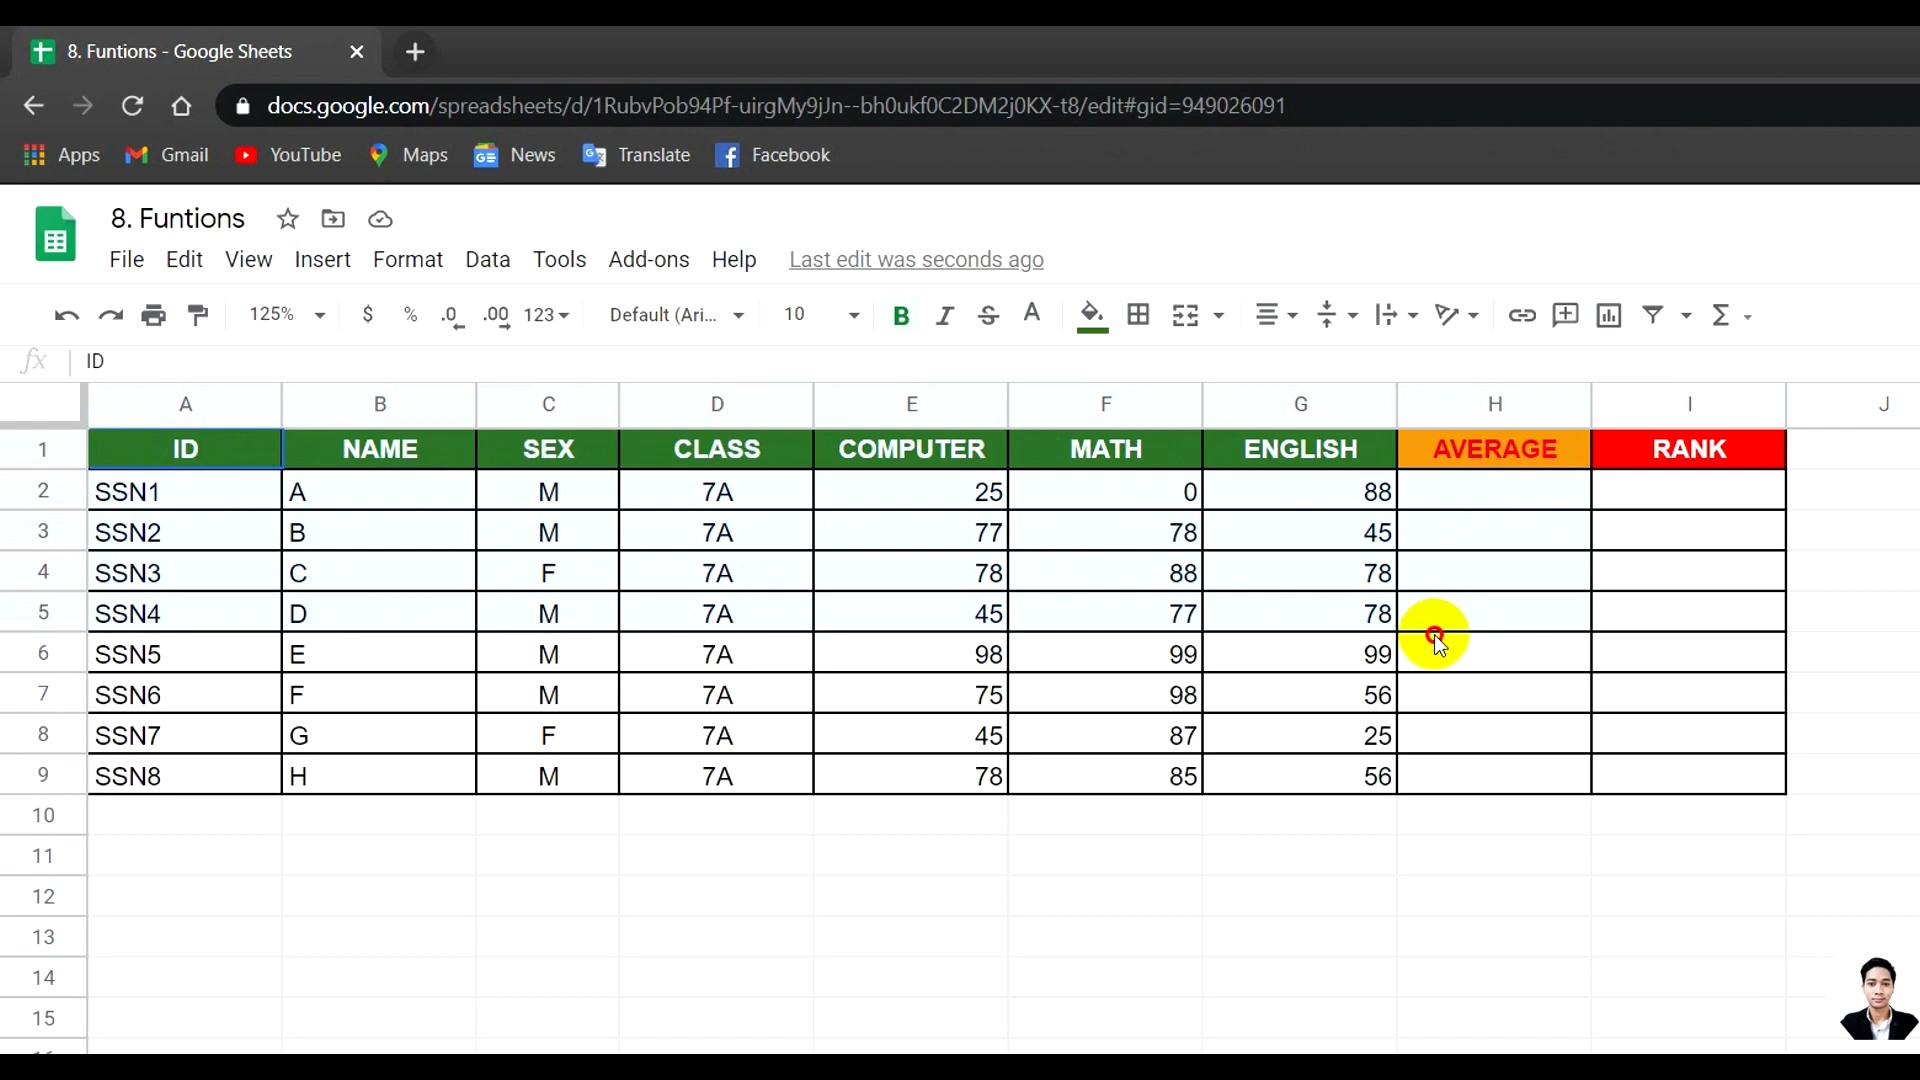 8. Funtions - Google Sheets
docs.google.com/spreadsheets/d/1RubvPob94Pf-uirgMy9jJn--bh0ukf0C2DM2j0KX-t8/edit#gid=949026091
Apps Gmail YouTube Maps News Translate Facebook
8. Funtions
File Edit View Insert Format Data Tools Add-ons Help Last edit was seconds ago
125% $ % .0 .00 123 Default (Ari... 10 B I S A
fx ID
A B C D E F G H I J
1 ID NAME SEX CLASS COMPUTER MATH ENGLISH AVERAGE RANK
2 SSN1 A M 7A 25 0 88
3 SSN2 B M 7A 77 78 45
4 SSN3 C F 7A 78 88 78
5 SSN4 D M 7A 45 77 78
6 SSN5 E M 7A 98 99 99
7 SSN6 F M 7A 75 98 56
8 SSN7 G F 7A 45 87 25
9 SSN8 H M 7A 78 85 56
10
11
12
13
14
15